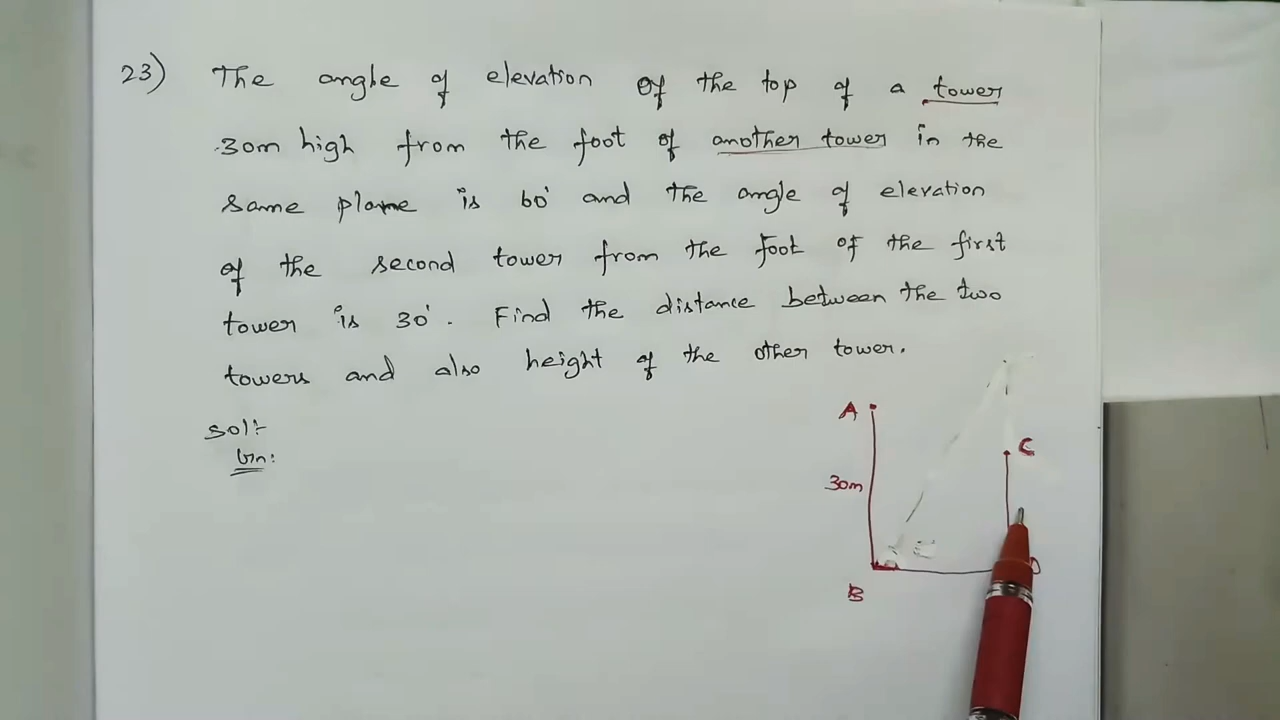 23) The angle of elevation of the top of a tower
30m high from the foot of another tower in the
same plane is 60° and the angle of elevation
of the second tower from the foot of the first
tower is 30°. Find the distance between the two
towers and also height of the other tower.
Sol:-
Gn:
A
C
30m
D
B